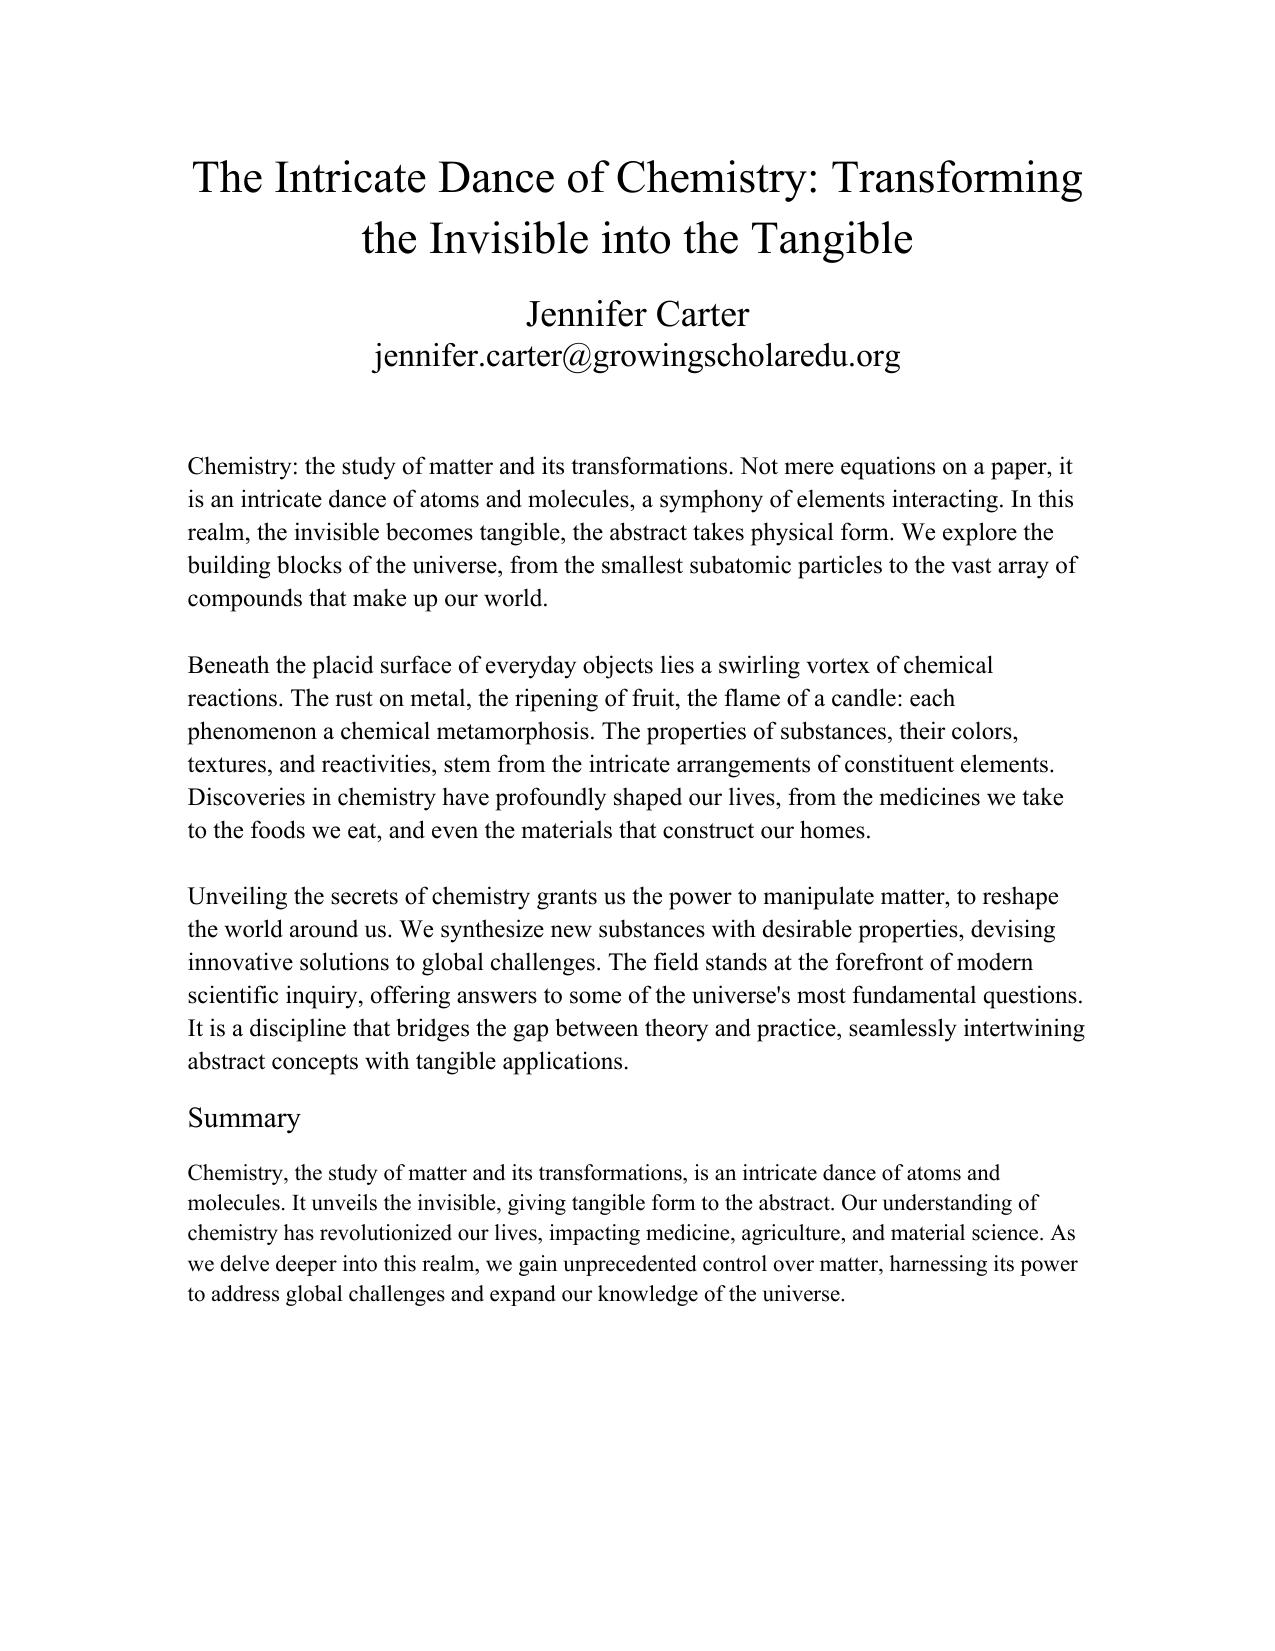 The Intricate Dance of Chemistry: Transforming
the Invisible into the Tangible
Jennifer Carter
jennifer.carter@growingscholaredu.org
Chemistry: the study of matter and its transformations. Not mere equations on a paper, it
is an intricate dance of atoms and molecules, a symphony of elements interacting. In this
realm, the invisible becomes tangible, the abstract takes physical form. We explore the
building blocks of the universe, from the smallest subatomic particles to the vast array of
compounds that make up our world.
Beneath the placid surface of everyday objects lies a swirling vortex of chemical
reactions. The rust on metal, the ripening of fruit, the flame of a candle: each
phenomenon a chemical metamorphosis. The properties of substances, their colors,
textures, and reactivities, stem from the intricate arrangements of constituent elements.
Discoveries in chemistry have profoundly shaped our lives, from the medicines we take
to the foods we eat, and even the materials that construct our homes.
Unveiling the secrets of chemistry grants us the power to manipulate matter, to reshape
the world around us. We synthesize new substances with desirable properties, devising
innovative solutions to global challenges. The field stands at the forefront of modern
scientific inquiry, offering answers to some of the universe's most fundamental questions.
It is a discipline that bridges the gap between theory and practice, seamlessly intertwining
abstract concepts with tangible applications.
Summary
Chemistry, the study of matter and its transformations, is an intricate dance of atoms and
molecules. It unveils the invisible, giving tangible form to the abstract. Our understanding of
chemistry has revolutionized our lives, impacting medicine, agriculture, and material science. As
we delve deeper into this realm, we gain unprecedented control over matter, harnessing its power
to address global challenges and expand our knowledge of the universe.